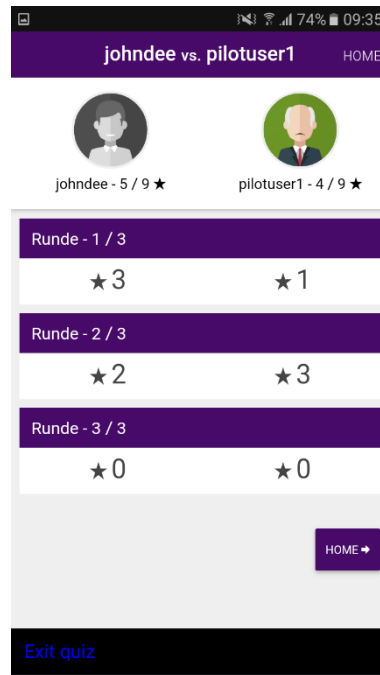 74% 09:35
johndee vs. pilotuser1 HOME
johndee - 5 / 9 ★ pilotuser1 - 4 / 9 ★
Runde - 1 / 3
★3 ★1
Runde - 2 / 3
★2 ★3
Runde - 3 / 3
★0 ★0
HOME
Exit quiz